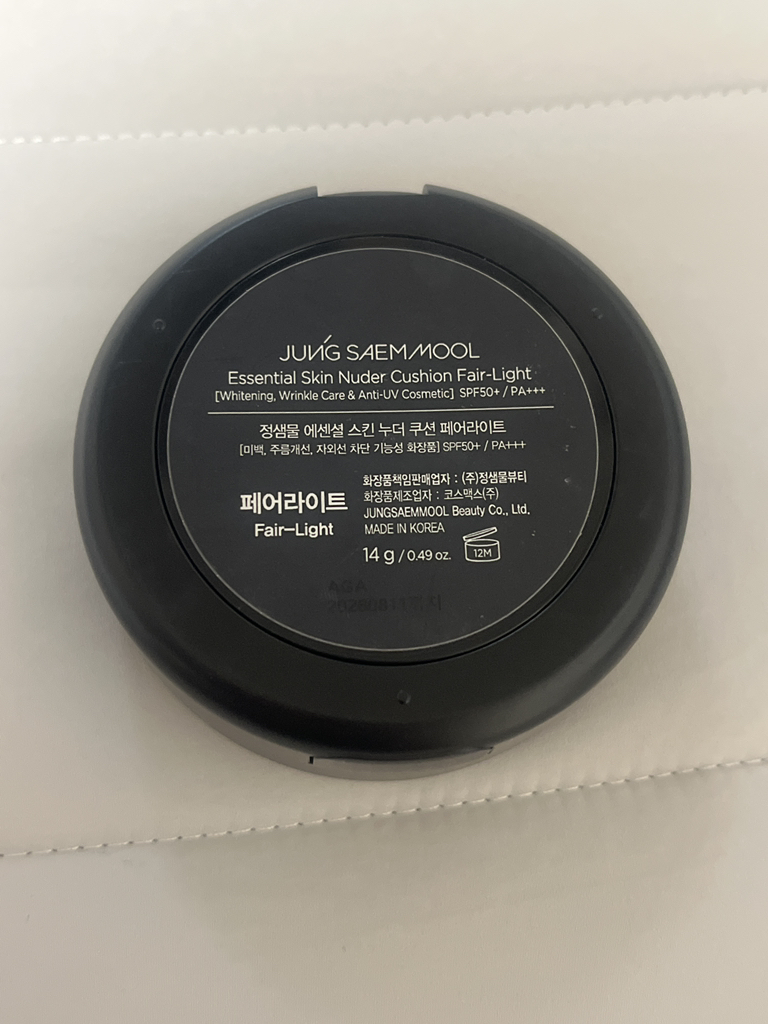 JUNG SAEM MOOL
Essential Skin Nuder Cushion Fair-Light
[Whitening, Wrinkle Care & Anti-UV Cosmetic] SPF50+ / PA+++
정샘물 에센셜 스킨 누더 쿠션 페어라이트
[미백, 주름개선, 자외선 차단 기능성 화장품] SPF50+ / PA+++
페어라이트
Fair-Light
화장품책임판매업자 : (주)정샘물뷰티
화장품제조업자 : 코스맥스(주)
JUNGSAEMMOOL Beauty Co., Ltd.
MADE IN KOREA
14 g / 0.49 oz.
12M
AGA